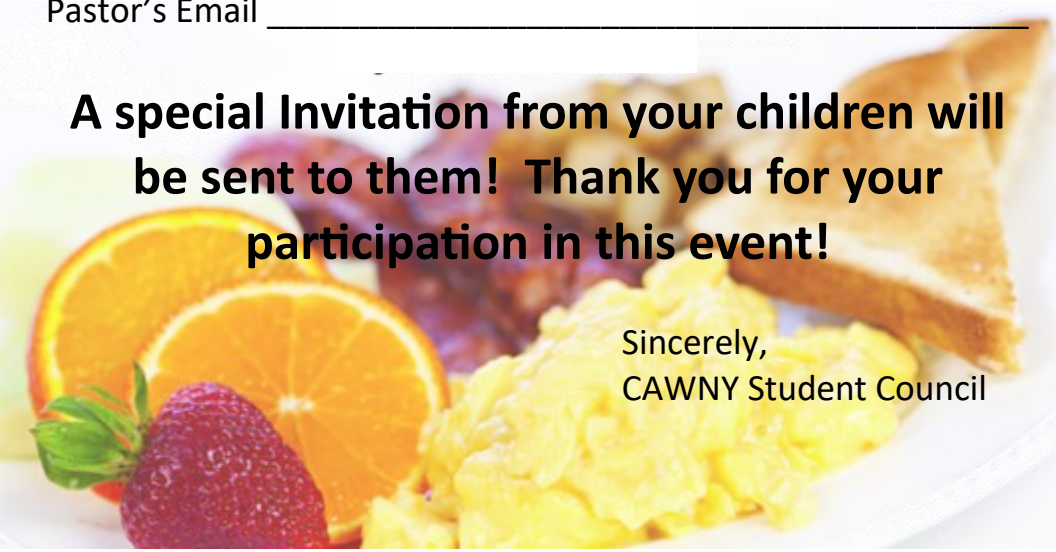 Pastor's Email ______________________________________________
A special Invitation from your children will
be sent to them!  Thank you for your
participation in this event!
Sincerely,
CAWNY Student Council